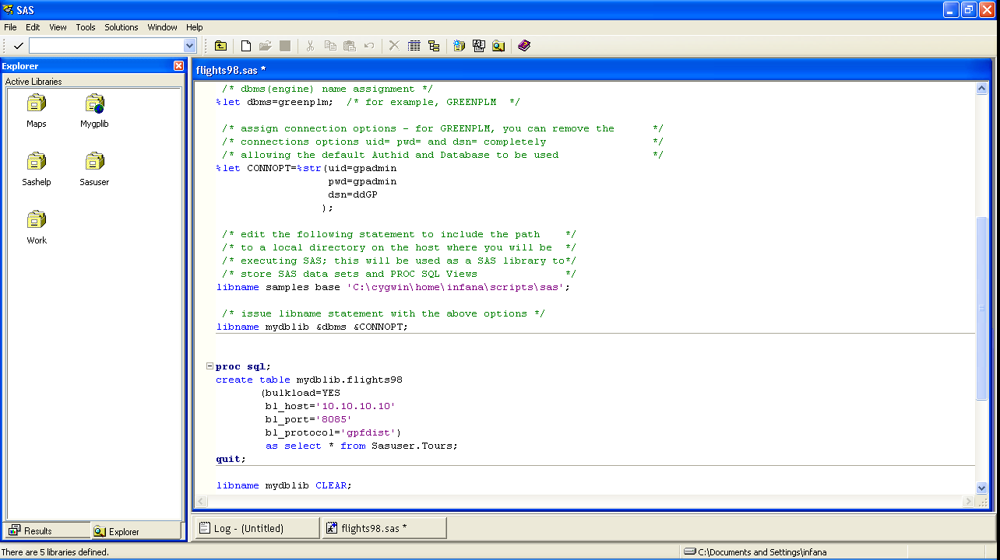 SAS
File Edit View Tools Solutions Window Help
Explorer
Active Libraries
Maps Mygplib
Sashelp Sasuser
Work
Results Explorer
flights98.sas *
/* dbms(engine) name assignment */
%let dbms=greenplm;  /* for example, GREENPLM  */
/* assign connection options - for GREENPLM, you can remove the      */
/* connections options uid= pwd= and dsn= completely                 */
/* allowing the default Authid and Database to be used               */
%let CONNOPT=%str(uid=gpadmin
pwd=gpadmin
dsn=ddGP
);
/* edit the following statement to include the path    */
/* to a local directory on the host where you will be  */
/* executing SAS; this will be used as a SAS library to*/
/* store SAS data sets and PROC SQL Views              */
libname samples base 'C:\cygwin\home\infana\scripts\sas';
/* issue libname statement with the above options */
libname mydblib &dbms &CONNOPT;
proc sql;
create table mydblib.flights98
(bulkload=YES
bl_host='10.10.10.10'
bl_port='8085'
bl_protocol='gpfdist')
as select * from Sasuser.Tours;
quit;
libname mydblib CLEAR;
Log - (Untitled) flights98.sas *
There are 5 libraries defined. C:\Documents and Settings\infana